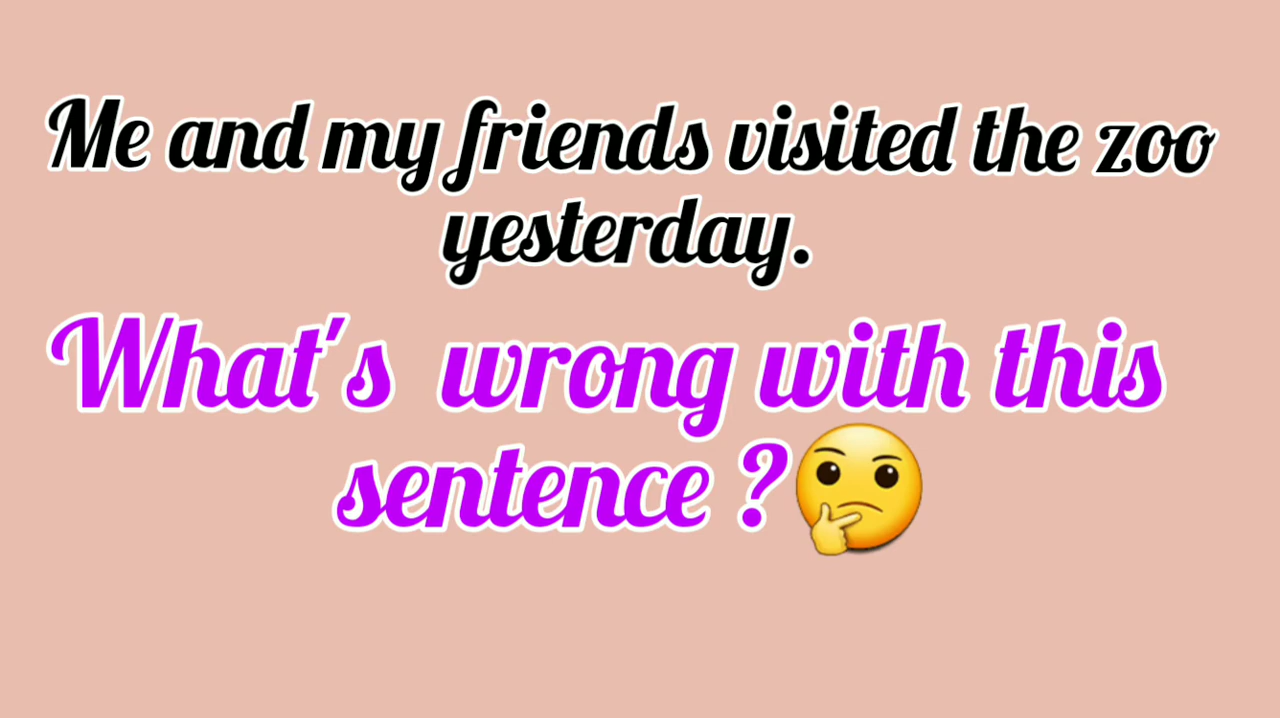 Me and my friends visited the zoo
yesterday.
What's wrong with this
sentence ?🤔